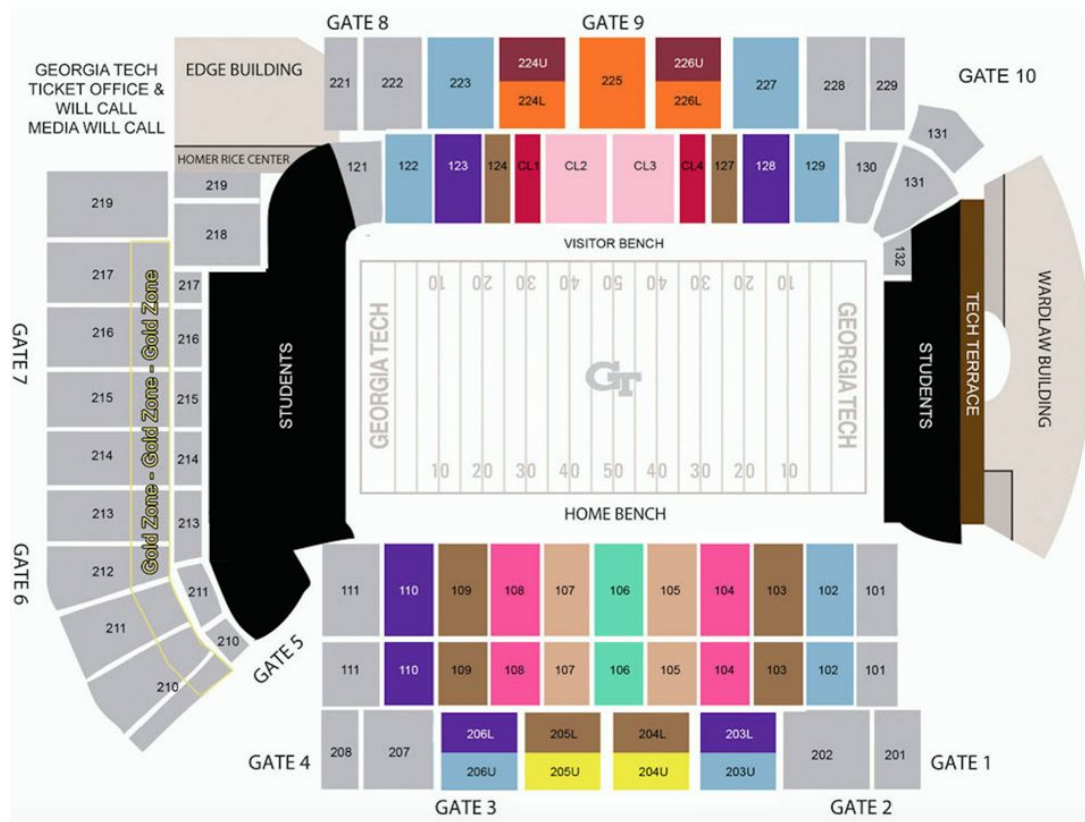 GATE 8
GATE 9
GEORGIA TECH
TICKET OFFICE &
WILL CALL
MEDIA WILL CALL
EDGE BUILDING
HOMER RICE CENTER
221
222
223
224U
224L
225
226U
226L
227
228
229
GATE 10
131
121
122
123
124
CL1
CL2
CL3
CL4
127
128
129
130
131
132
219
219
218
217
217
216
216
215
215
214
214
213
213
212
211
211
210
210
Gold Zone - Gold Zone - Gold Zone
GATE 7
GATE 6
GATE 5
STUDENTS
VISITOR BENCH
10 20 30 40 50 40 30 20 10
GEORGIA TECH
GT
GEORGIA TECH
10 20 30 40 50 40 30 20 10
HOME BENCH
STUDENTS
TECH TERRACE
WARDLAW BUILDING
111 110 109 108 107 106 105 104 103 102 101
111 110 109 108 107 106 105 104 103 102 101
GATE 4
208
207
206L
206U
205L
205U
204L
204U
203L
203U
202
201
GATE 1
GATE 3
GATE 2